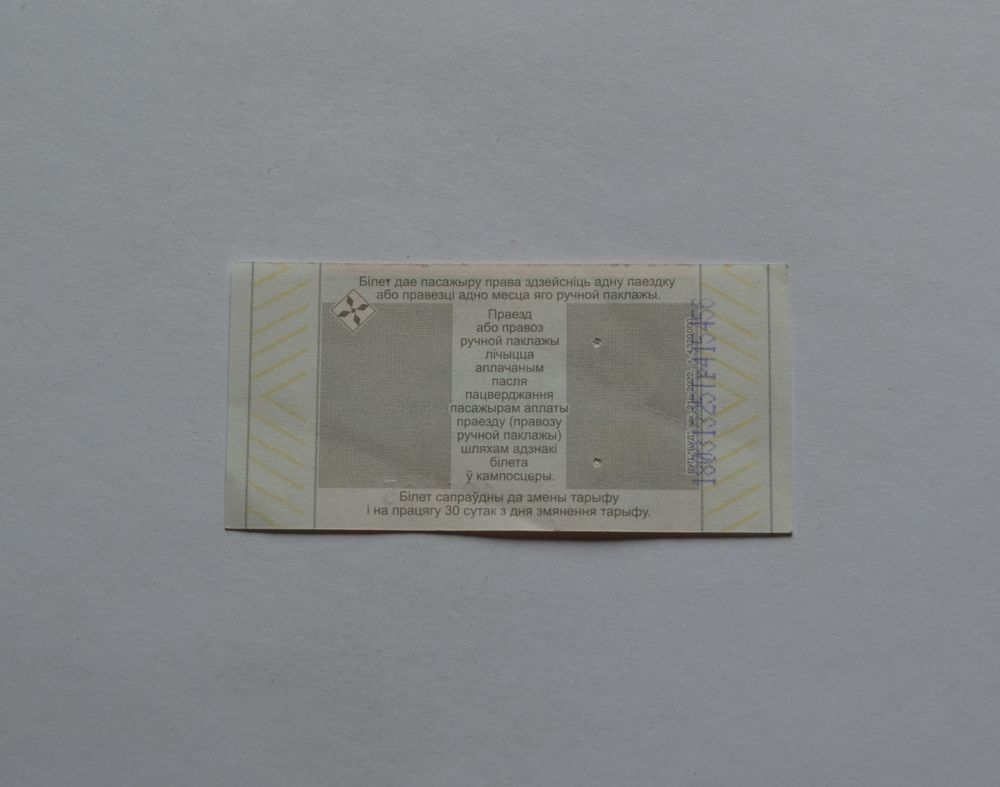 Білет дае пасажыру права здзейсніць адну паездку
або правезці адно месца яго ручной паклажы.
Праезд
або правоз
ручной паклажы
лічыцца
аплачаным
пасля
пацверджання
пасажырам аплаты
праезду (правозу
ручной паклажы)
шляхам адзнакі
білета
ў кампосцеры.
Білет сапраўдны да змены тарыфу
і на працягу 30 сутак з дня змянення тарыфу.